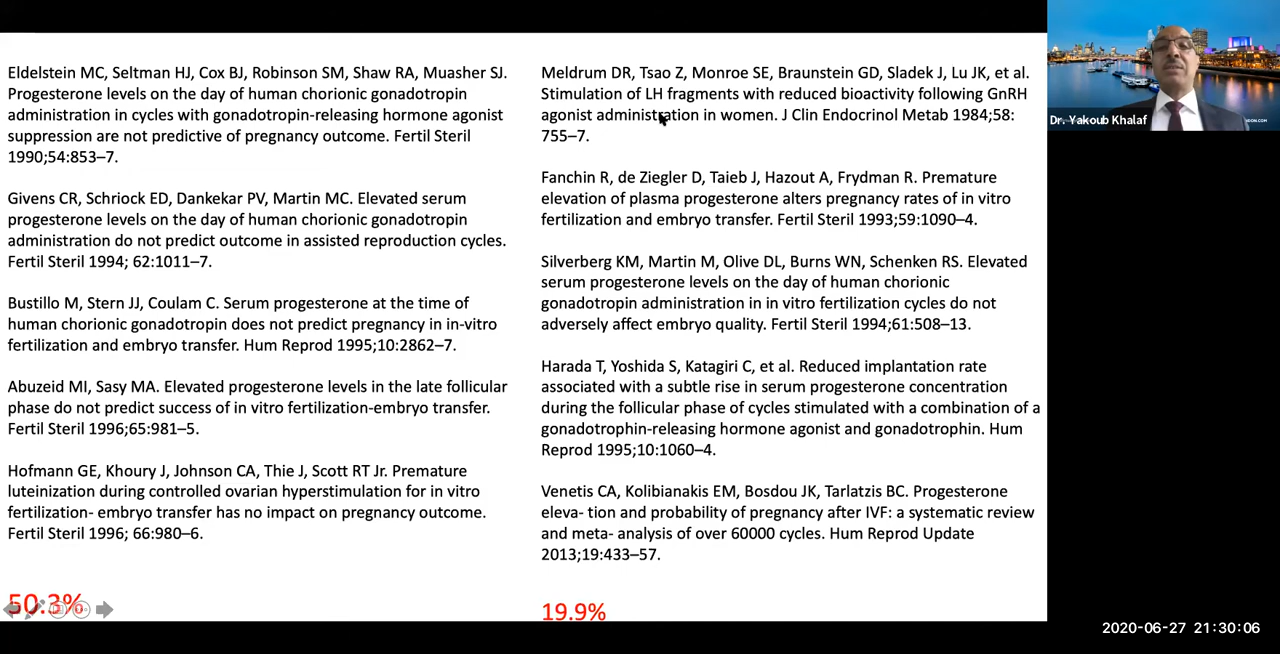 Eldelstein MC, Seltman HJ, Cox BJ, Robinson SM, Shaw RA, Muasher SJ.
Progesterone levels on the day of human chorionic gonadotropin
administration in cycles with gonadotropin-releasing hormone agonist
suppression are not predictive of pregnancy outcome. Fertil Steril
1990;54:853–7.
Givens CR, Schriock ED, Dankekar PV, Martin MC. Elevated serum
progesterone levels on the day of human chorionic gonadotropin
administration do not predict outcome in assisted reproduction cycles.
Fertil Steril 1994; 62:1011–7.
Bustillo M, Stern JJ, Coulam C. Serum progesterone at the time of
human chorionic gonadotropin does not predict pregnancy in in-vitro
fertilization and embryo transfer. Hum Reprod 1995;10:2862–7.
Abuzeid MI, Sasy MA. Elevated progesterone levels in the late follicular
phase do not predict success of in vitro fertilization-embryo transfer.
Fertil Steril 1996;65:981–5.
Hofmann GE, Khoury J, Johnson CA, Thie J, Scott RT Jr. Premature
luteinization during controlled ovarian hyperstimulation for in vitro
fertilization- embryo transfer has no impact on pregnancy outcome.
Fertil Steril 1996; 66:980–6.
50.3%
Meldrum DR, Tsao Z, Monroe SE, Braunstein GD, Sladek J, Lu JK, et al.
Stimulation of LH fragments with reduced bioactivity following GnRH
agonist administration in women. J Clin Endocrinol Metab 1984;58:
755–7.
Fanchin R, de Ziegler D, Taieb J, Hazout A, Frydman R. Premature
elevation of plasma progesterone alters pregnancy rates of in vitro
fertilization and embryo transfer. Fertil Steril 1993;59:1090–4.
Silverberg KM, Martin M, Olive DL, Burns WN, Schenken RS. Elevated
serum progesterone levels on the day of human chorionic
gonadotropin administration in in vitro fertilization cycles do not
adversely affect embryo quality. Fertil Steril 1994;61:508–13.
Harada T, Yoshida S, Katagiri C, et al. Reduced implantation rate
associated with a subtle rise in serum progesterone concentration
during the follicular phase of cycles stimulated with a combination of a
gonadotrophin-releasing hormone agonist and gonadotrophin. Hum
Reprod 1995;10:1060–4.
Venetis CA, Kolibianakis EM, Bosdou JK, Tarlatzis BC. Progesterone
eleva- tion and probability of pregnancy after IVF: a systematic review
and meta- analysis of over 60000 cycles. Hum Reprod Update
2013;19:433–57.
19.9%
Dr. Yakoub Khalaf
2020-06-27 21:30:06